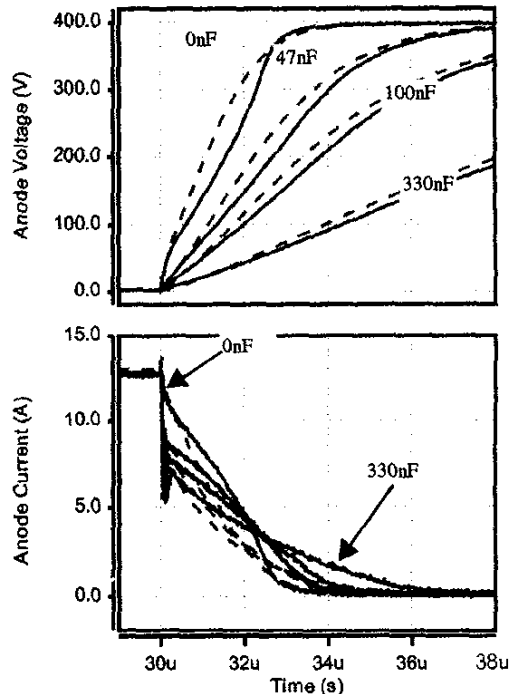 400.0
300.0
200.0
100.0
0.0
Anode Voltage (V)
0nF
47nF
100nF
330nF
15.0
10.0
5.0
0.0
Anode Current (A)
0nF
330nF
30u 32u 34u 36u 38u
Time (s)